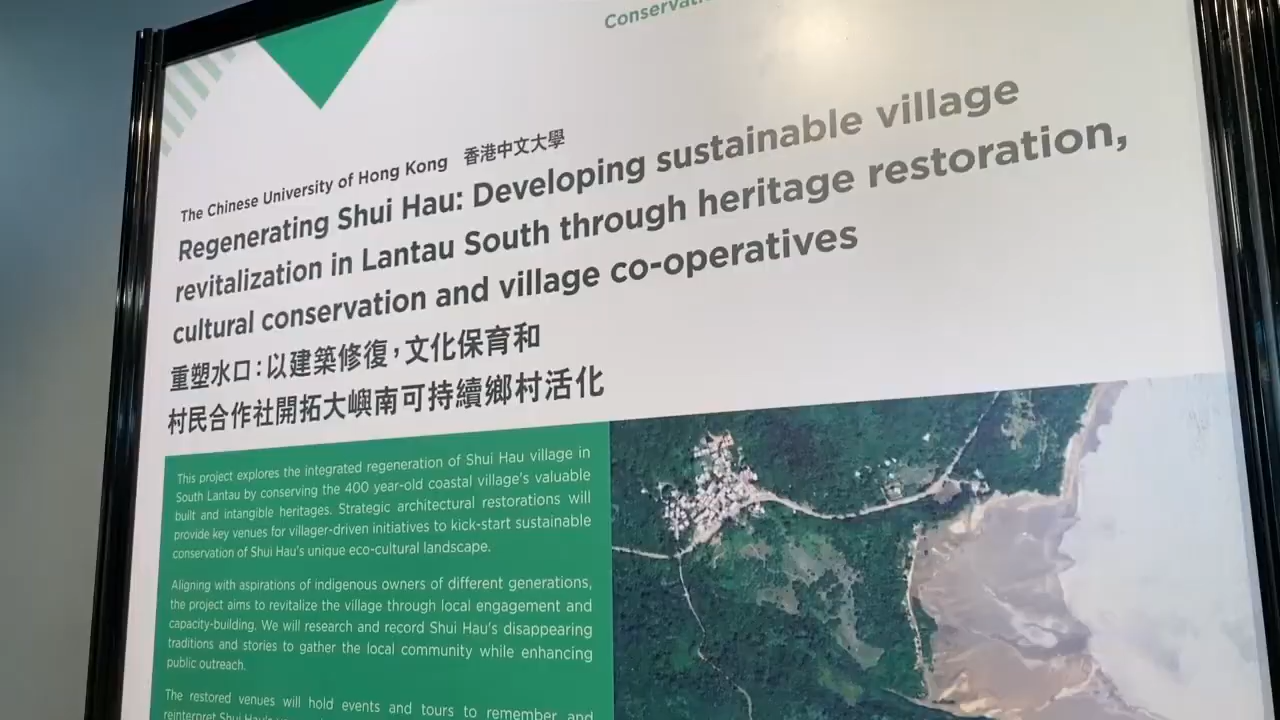 The Chinese University of Hong Kong 香港中文大學
Regenerating Shui Hau: Developing sustainable village
revitalization in Lantau South through heritage restoration,
cultural conservation and village co-operatives
重塑水口：以建築修復，文化保育和
村民合作社開拓大嶼南可持續鄉村活化
This project explores the integrated regeneration of Shui Hau village in
South Lantau by conserving the 400 year-old coastal village's valuable
built and intangible heritages. Strategic architectural restorations will
provide key venues for villager-driven initiatives to kick-start sustainable
conservation of Shui Hau's unique eco-cultural landscape.
Aligning with aspirations of indigenous owners of different generations,
the project aims to revitalize the village through local engagement and
capacity-building. We will research and record Shui Hau's disappearing
traditions and stories to gather the local community while enhancing
public outreach.
The restored venues will hold events and tours to remember and
reinterpret Shui